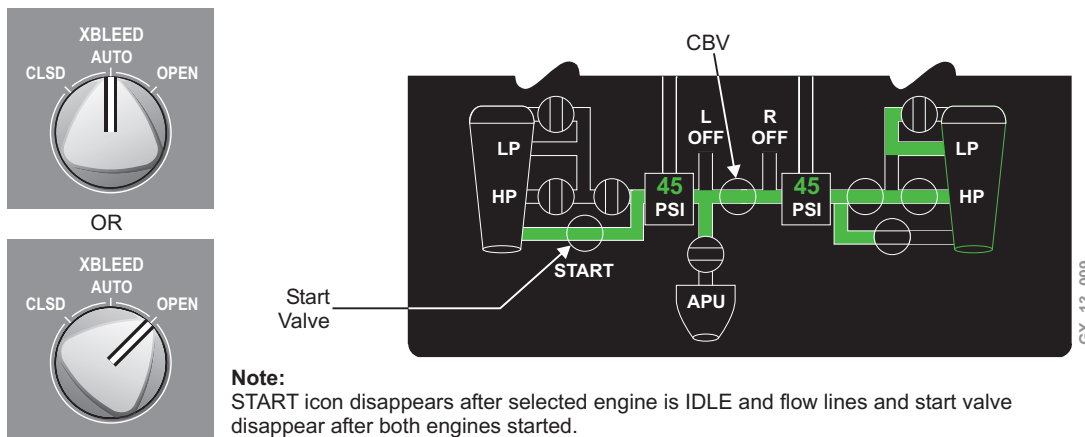 XBLEED
AUTO
CLSD
OPEN
OR
XBLEED
AUTO
CLSD
OPEN
CBV
L
OFF
R
OFF
LP
HP
45
PSI
45
PSI
LP
HP
START
APU
Start
Valve
GX_13_008
Note:
START icon disappears after selected engine is IDLE and flow lines and start valve
disappear after both engines started.